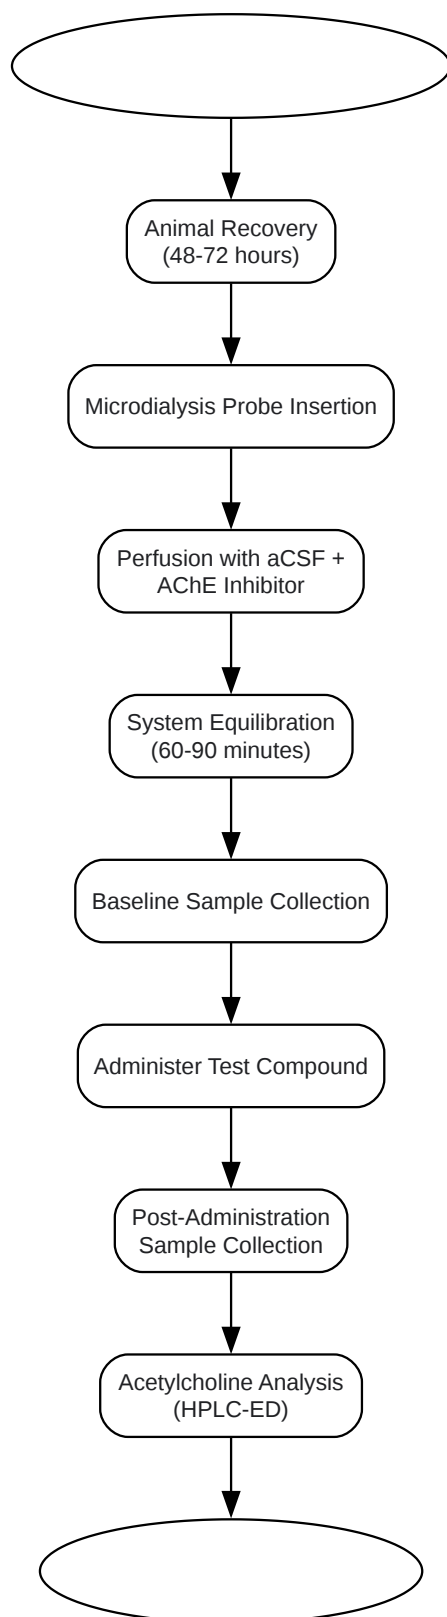 Animal Recovery
(48-72 hours)
Microdialysis Probe Insertion
Perfusion with aCSF +
AChE Inhibitor
System Equilibration
(60-90 minutes)
Baseline Sample Collection
Administer Test Compound
Post-Administration
Sample Collection
Acetylcholine Analysis
(HPLC-ED)